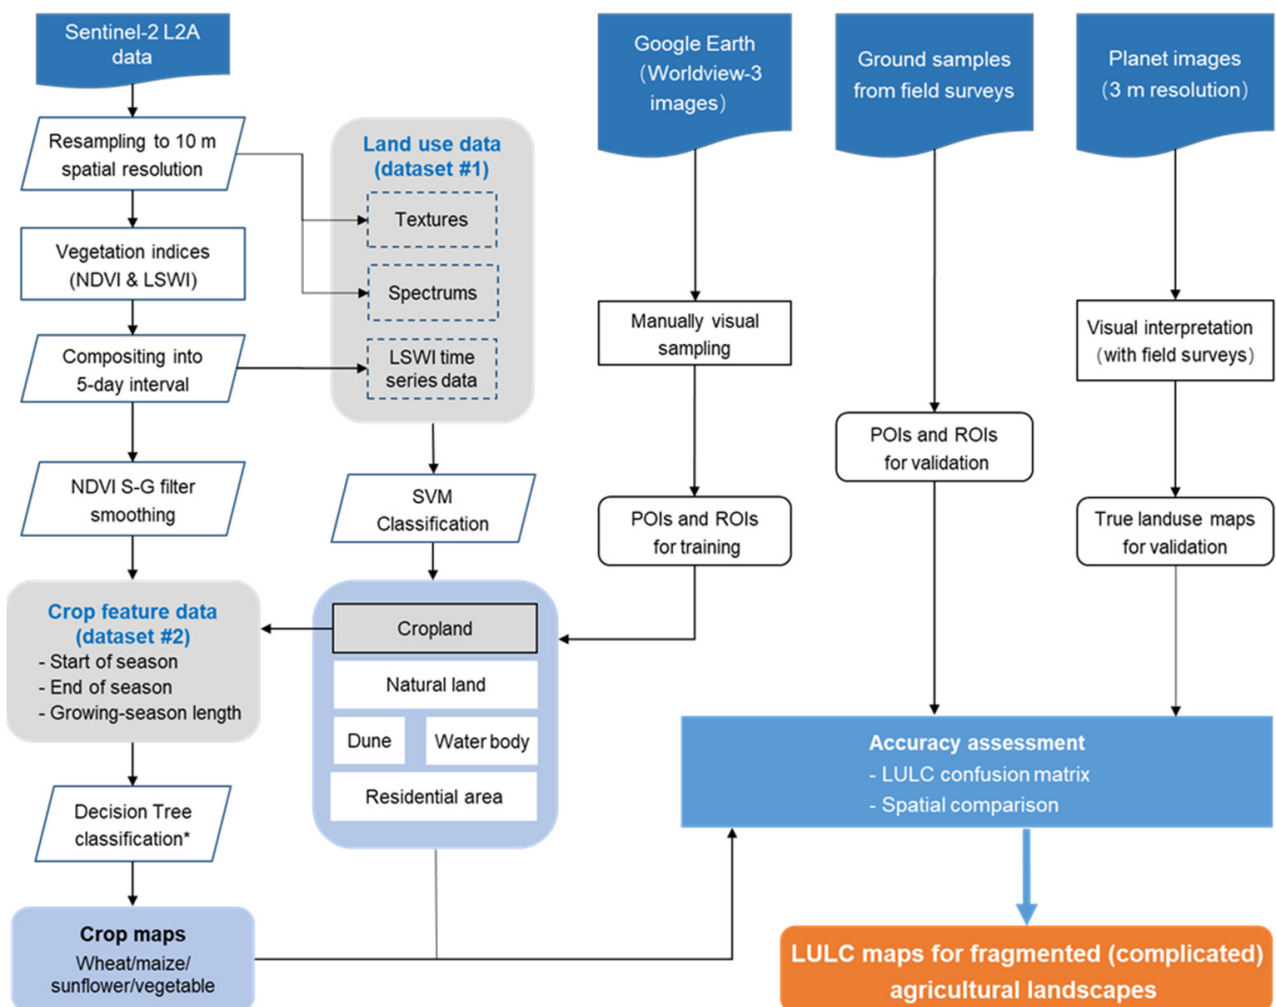 Sentinel-2 L2A
data
Resampling to 10 m
spatial resolution
Vegetation indices
(NDVI & LSWI)
Compositing into
5-day interval
NDVI S-G filter
smoothing
Crop feature data
(dataset #2)
- Start of season
- End of season
- Growing-season length
Decision Tree
classification*
Crop maps
Wheat/maize/
sunflower/vegetable
Land use data
(dataset #1)
Textures
Spectrums
LSWI time
series data
SVM
Classification
Cropland
Natural land
Dune
Water body
Residential area
Google Earth
（Worldview-3
images）
Manually visual
sampling
POIs and ROIs
for training
Ground samples
from field surveys
POIs and ROIs
for validation
Planet images
（3 m resolution）
Visual interpretation
（with field surveys）
True landuse maps
for validation
Accuracy assessment
- LULC confusion matrix
- Spatial comparison
LULC maps for fragmented (complicated)
agricultural landscapes